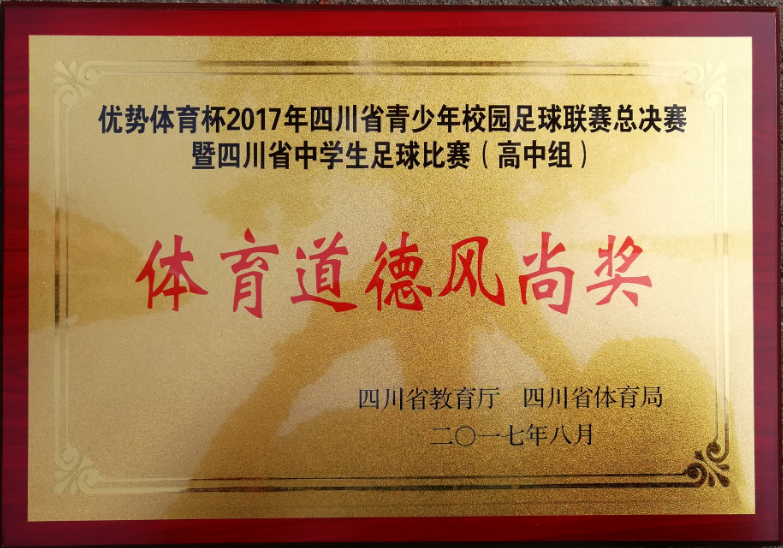 优势体育杯2017年四川省青少年校园足球联赛总决赛
暨四川省中学生足球比赛（高中组）
体育道德风尚奖
四川省教育厅 四川省体育局
二〇一七年八月